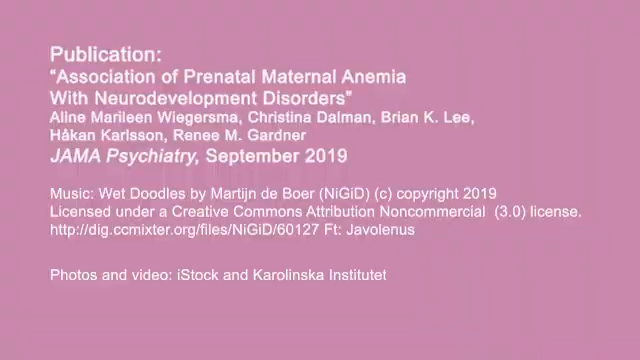 Publication:
“Association of Prenatal Maternal Anemia
With Neurodevelopment Disorders”
Aline Marileen Wiegersma, Christina Dalman, Brian K. Lee,
Håkan Karlsson, Renee M. Gardner
JAMA Psychiatry, September 2019
Music: Wet Doodles by Martijn de Boer (NiGiD) (c) copyright 2019
Licensed under a Creative Commons Attribution Noncommercial (3.0) license.
http://dig.ccmixter.org/files/NiGiD/60127 Ft: Javolenus
Photos and video: iStock and Karolinska Institutet